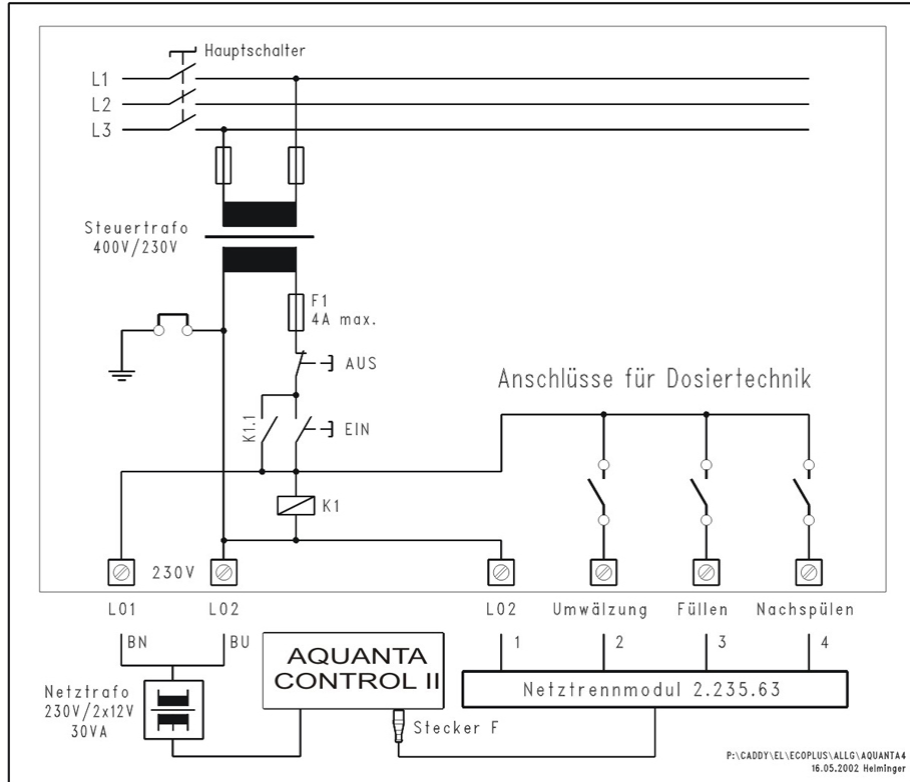 Hauptschalter
L1
L2
L3
Steuertrafo
400V/230V
F1
4A max.
AUS
Anschlüsse für Dosiertechnik
K1.1
EIN
K1
230V
L01
L02
L02
Umwälzung
Füllen
Nachspülen
BN
BU
1
2
3
4
AQUANTA
CONTROL II
Netztrafo
230V/2x12V
30VA
Netztrennmodul 2.235.63
Stecker F
P:\CADDY\EL\ECOPLUS\ALLG\AQUANTA4
16.05.2002 Helminger